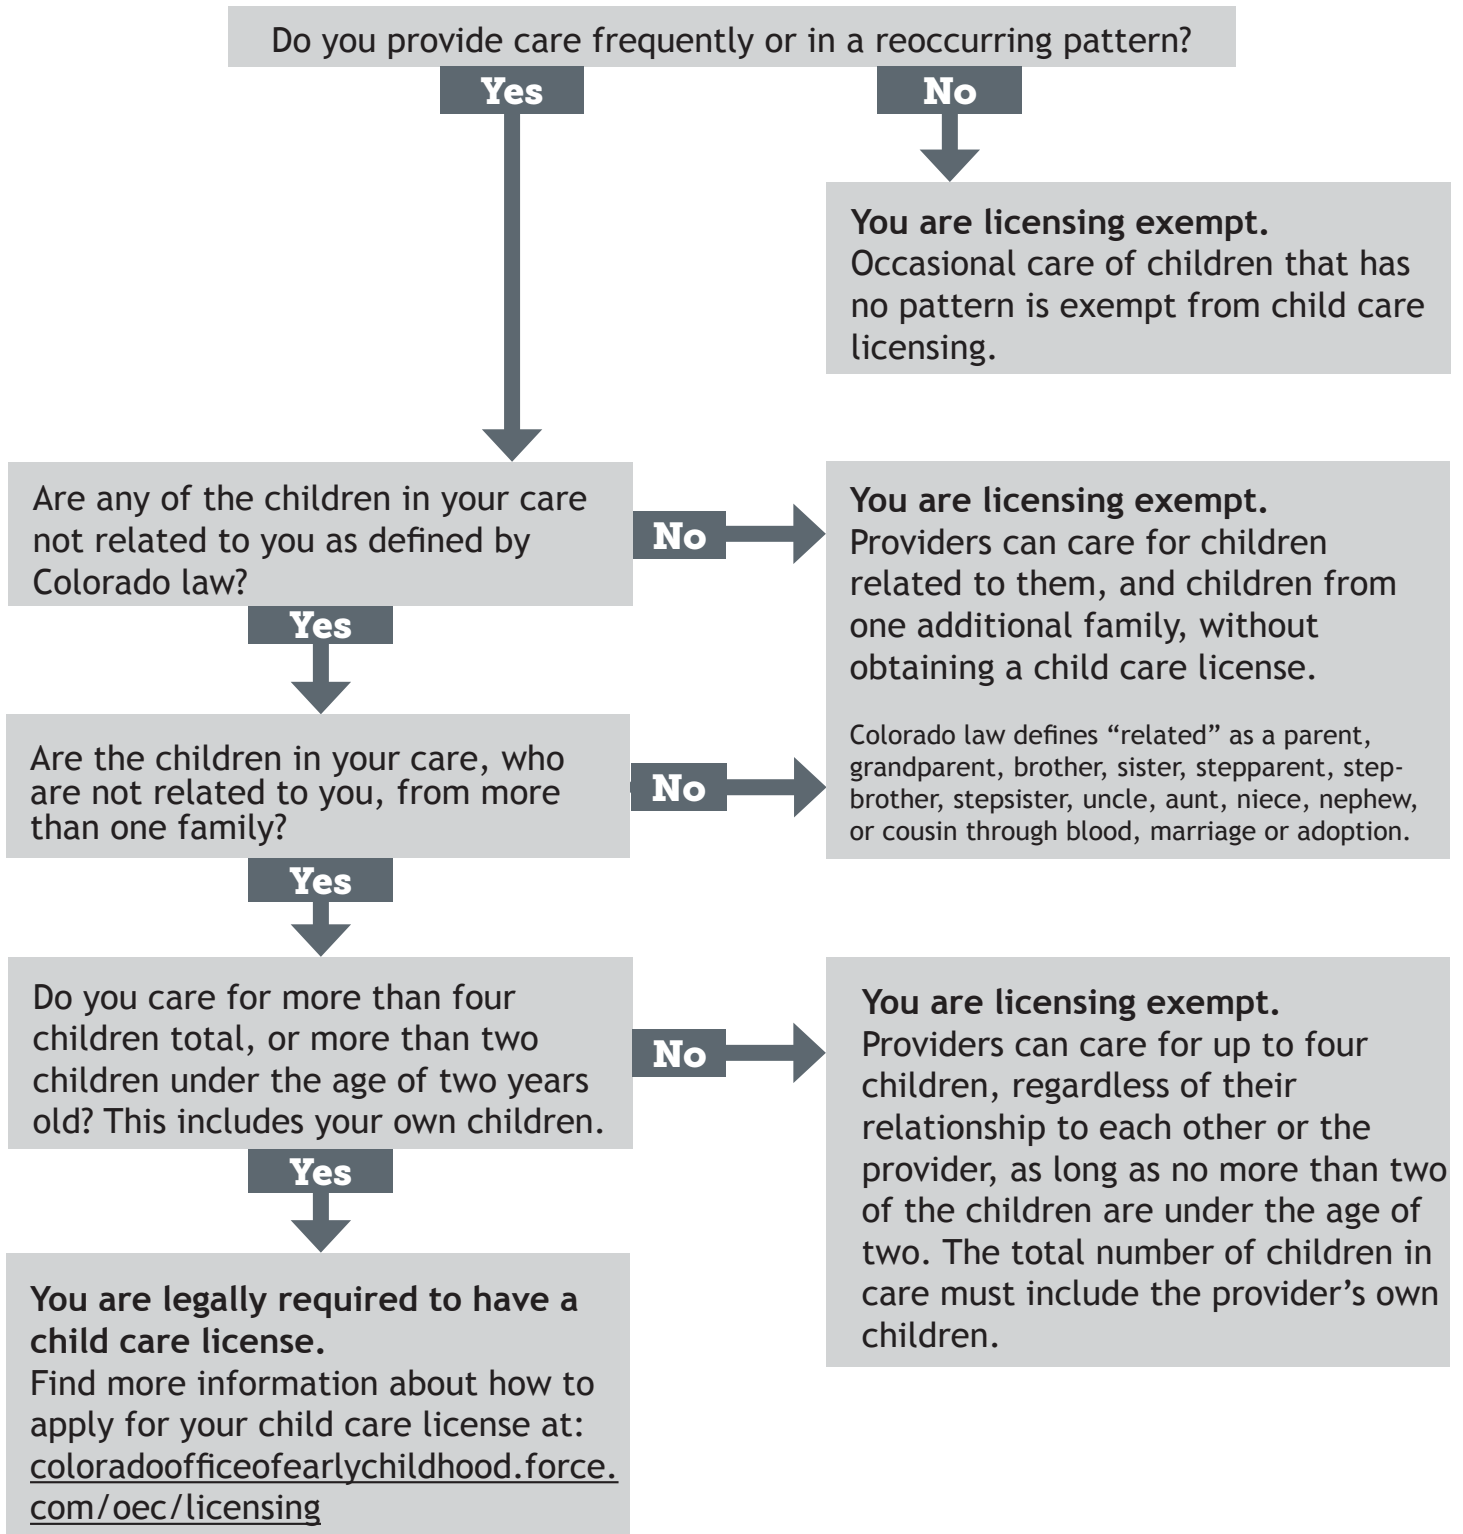 Do you provide care frequently or in a reoccurring pattern?
Yes
No
You are licensing exempt.
Occasional care of children that has
no pattern is exempt from child care
licensing.
Are any of the children in your care
not related to you as defined by
Colorado law?
No
You are licensing exempt.
Providers can care for children
related to them, and children from
one additional family, without
obtaining a child care license.
Colorado law defines “related” as a parent,
grandparent, brother, sister, stepparent, step-
brother, stepsister, uncle, aunt, niece, nephew,
or cousin through blood, marriage or adoption.
Yes
Are the children in your care, who
are not related to you, from more
than one family?
No
Yes
Do you care for more than four
children total, or more than two
children under the age of two years
old? This includes your own children.
No
You are licensing exempt.
Providers can care for up to four
children, regardless of their
relationship to each other or the
provider, as long as no more than two
of the children are under the age of
two. The total number of children in
care must include the provider’s own
children.
Yes
You are legally required to have a
child care license.
Find more information about how to
apply for your child care license at:
coloradoofficeofearlychildhood.force.
com/oec/licensing